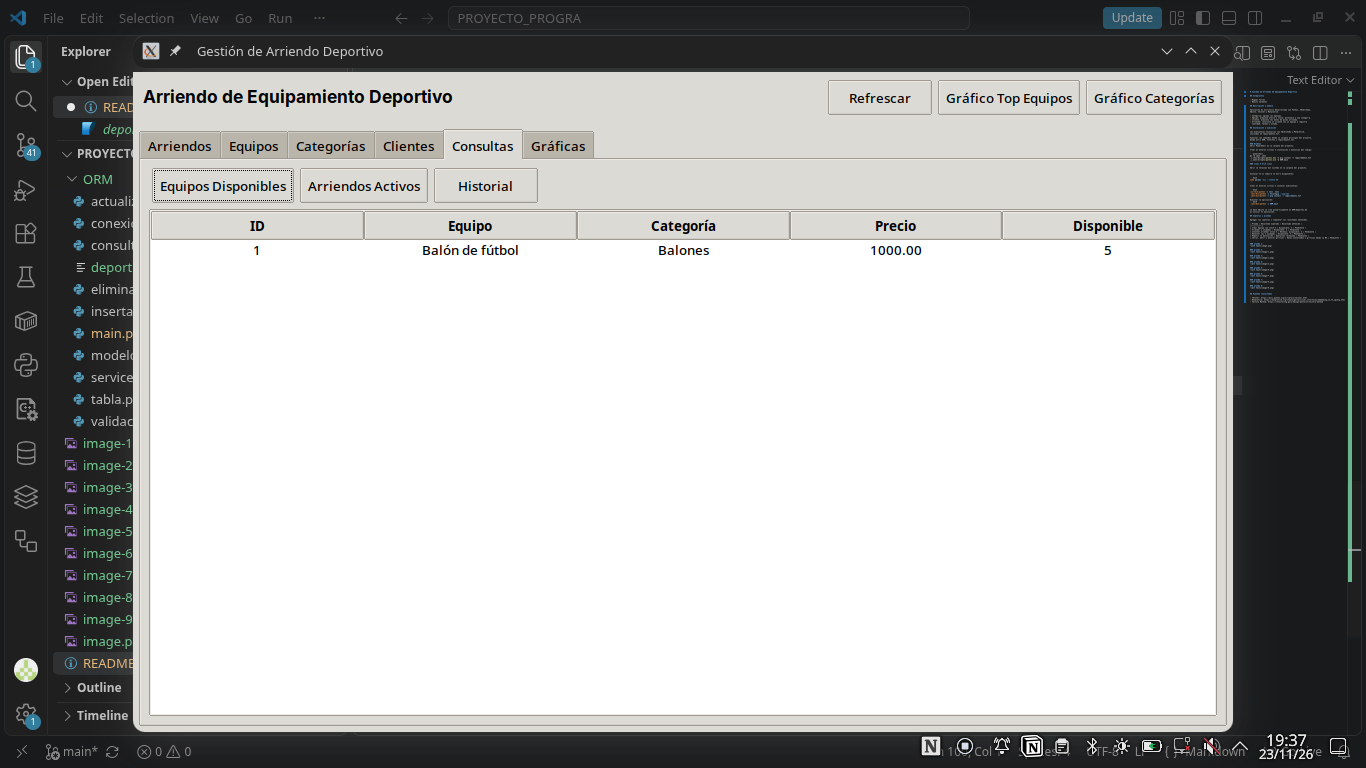 File Edit Selection View Go Run ··· PROYECTO_PROGRA Update
Explorer
Gestión de Arriendo Deportivo
Text Editor
Open Edit
READ
depo
PROYECTO
ORM
actualiz
conexio
consult
deport
elimina
inserta
main.p
modelo
service
tabla.p
validac
image-1
image-2
image-3
image-4
image-5
image-6
image-7
image-8
image-9
image.p
README
Outline
Timeline
1
41
1
Arriendo de Equipamiento Deportivo
Refrescar Gráfico Top Equipos Gráfico Categorías
Arriendos Equipos Categorías Clientes Consultas Gráficas
Equipos Disponibles Arriendos Activos Historial
ID Equipo Categoría Precio Disponible
1 Balón de fútbol Balones 1000.00 5
main* 0 0
19:37
23/11/26